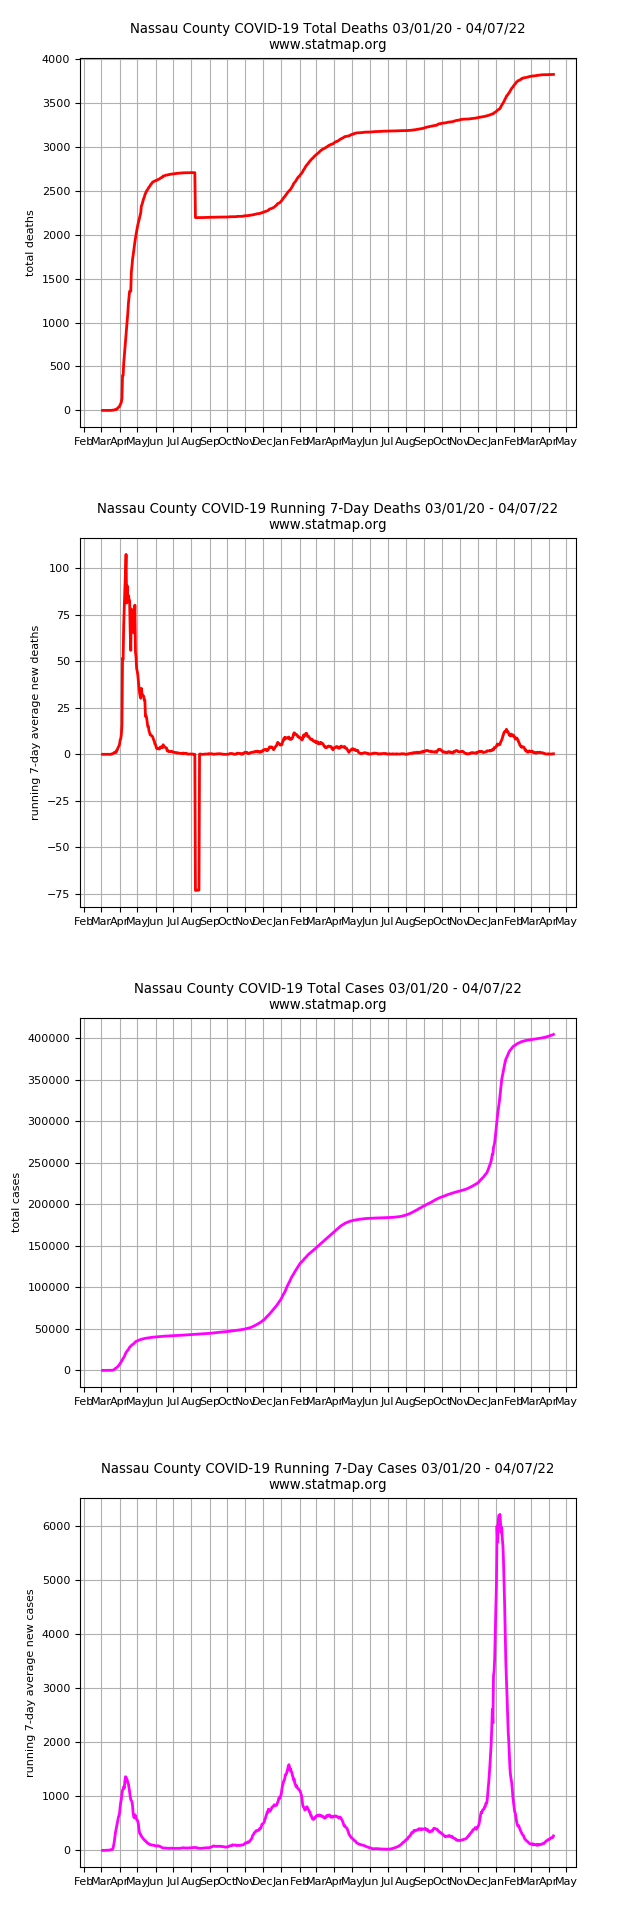 Nassau County COVID-19 Total Deaths 03/01/20 - 04/07/22
www.statmap.org
4000
3500
3000
2500
2000
1500
1000
500
0
total deaths
Feb Mar Apr May Jun Jul Aug Sep Oct Nov Dec Jan Feb Mar Apr May Jun Jul Aug Sep Oct Nov Dec Jan Feb Mar Apr May
Nassau County COVID-19 Running 7-Day Deaths 03/01/20 - 04/07/22
www.statmap.org
100
75
50
25
0
−25
−50
−75
running 7-day average new deaths
Feb Mar Apr May Jun Jul Aug Sep Oct Nov Dec Jan Feb Mar Apr May Jun Jul Aug Sep Oct Nov Dec Jan Feb Mar Apr May
Nassau County COVID-19 Total Cases 03/01/20 - 04/07/22
www.statmap.org
400000
350000
300000
250000
200000
150000
100000
50000
0
total cases
Feb Mar Apr May Jun Jul Aug Sep Oct Nov Dec Jan Feb Mar Apr May Jun Jul Aug Sep Oct Nov Dec Jan Feb Mar Apr May
Nassau County COVID-19 Running 7-Day Cases 03/01/20 - 04/07/22
www.statmap.org
6000
5000
4000
3000
2000
1000
0
running 7-day average new cases
Feb Mar Apr May Jun Jul Aug Sep Oct Nov Dec Jan Feb Mar Apr May Jun Jul Aug Sep Oct Nov Dec Jan Feb Mar Apr May